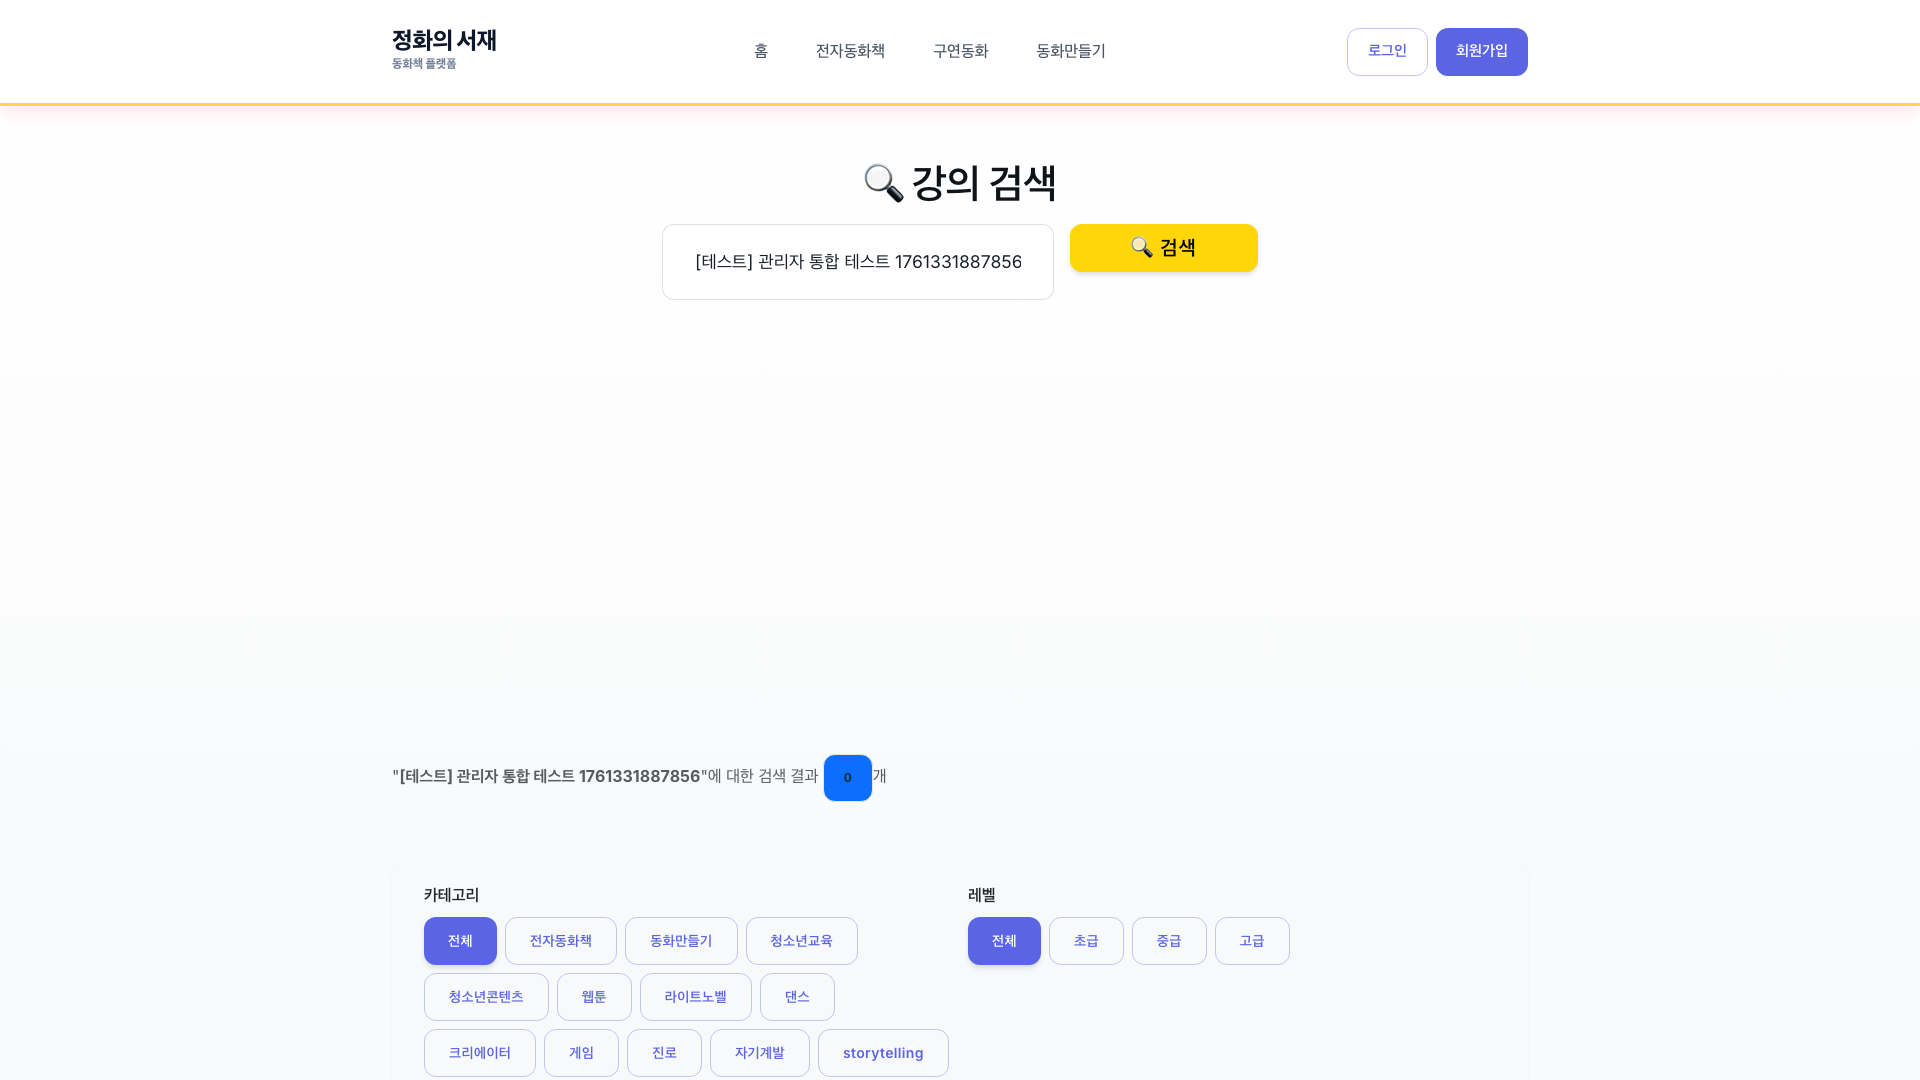 정화의 서재
동화책 플랫폼
홈 전자동화책 구연동화 동화만들기
로그인 회원가입
🔍 강의 검색
[테스트] 관리자 통합 테스트 1761331887856
🔍 검색
"[테스트] 관리자 통합 테스트 1761331887856"에 대한 검색 결과 0개
카테고리
전체 전자동화책 동화만들기 청소년교육
청소년콘텐츠 웹툰 라이트노벨 댄스
크리에이터 게임 진로 자기계발 storytelling
레벨
전체 초급 중급 고급